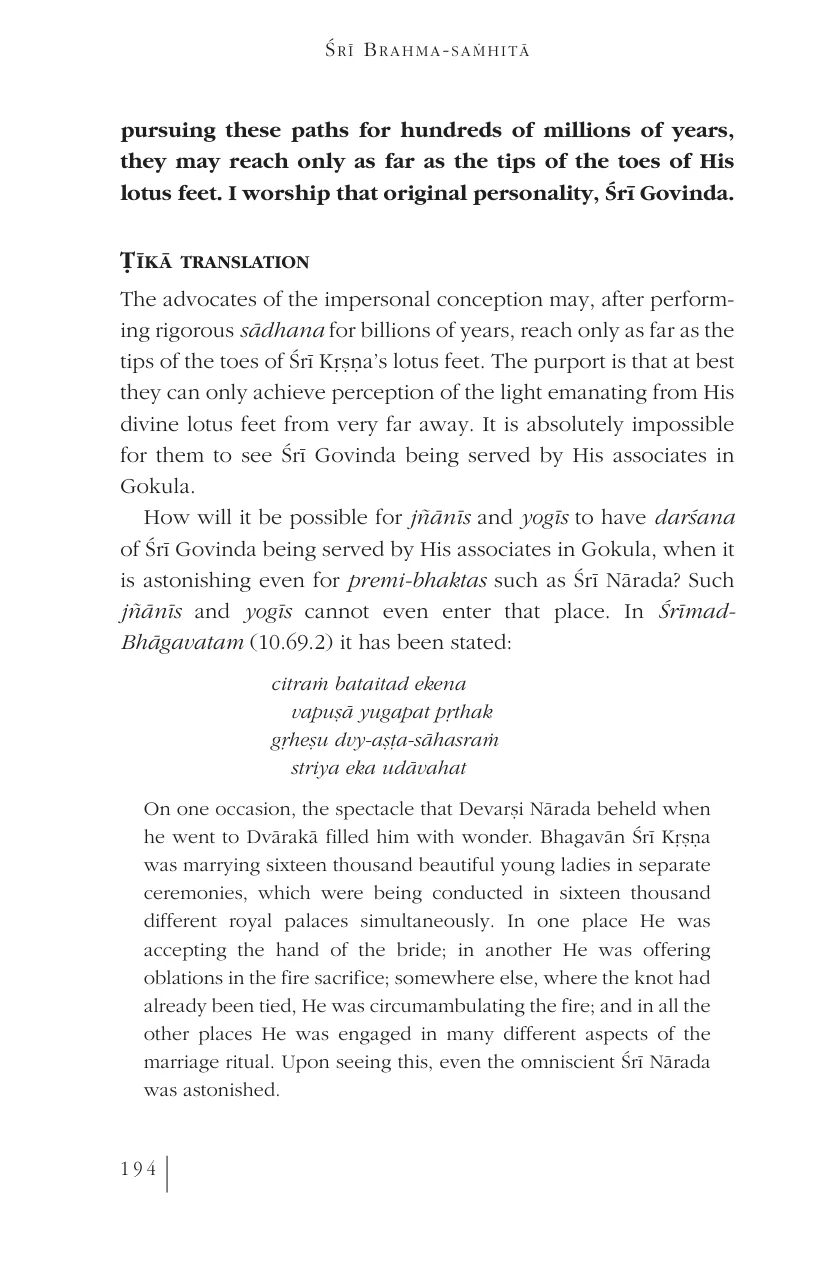 Śrī Brahma-saṁhitā
pursuing these paths for hundreds of millions of years,
they may reach only as far as the tips of the toes of His
lotus feet. I worship that original personality, Śrī Govinda.
Ṭīkā translation
The advocates of the impersonal conception may, after perform-
ing rigorous sādhana for billions of years, reach only as far as the
tips of the toes of Śrī Kṛṣṇa’s lotus feet. The purport is that at best
they can only achieve perception of the light emanating from His
divine lotus feet from very far away. It is absolutely impossible
for them to see Śrī Govinda being served by His associates in
Gokula.
How will it be possible for jñānīs and yogīs to have darśana
of Śrī Govinda being served by His associates in Gokula, when it
is astonishing even for premi-bhaktas such as Śrī Nārada? Such
jñānīs and yogīs cannot even enter that place. In Śrīmad-
Bhāgavatam (10.69.2) it has been stated:
citraṁ bataitad ekena
vapuṣā yugapat pṛthak
gṛheṣu dvy-aṣṭa-sāhasraṁ
striya eka udāvahat
On one occasion, the spectacle that Devarṣi Nārada beheld when
he went to Dvārakā filled him with wonder. Bhagavān Śrī Kṛṣṇa
was marrying sixteen thousand beautiful young ladies in separate
ceremonies, which were being conducted in sixteen thousand
different royal palaces simultaneously. In one place He was
accepting the hand of the bride; in another He was offering
oblations in the fire sacrifice; somewhere else, where the knot had
already been tied, He was circumambulating the fire; and in all the
other places He was engaged in many different aspects of the
marriage ritual. Upon seeing this, even the omniscient Śrī Nārada
was astonished.
194